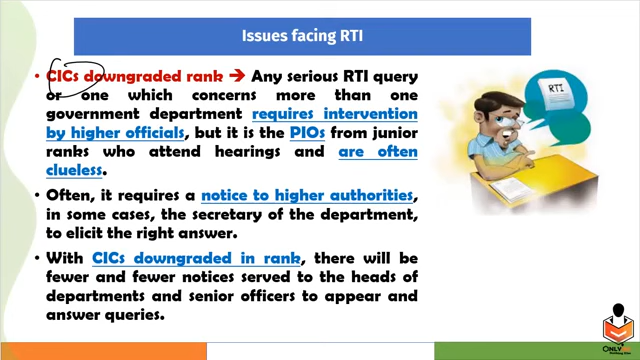 Issues facing RTI
• CICs downgraded rank ➔ Any serious RTI query
or one which concerns more than one
government department requires intervention
by higher officials, but it is the PIOs from junior
ranks who attend hearings and are often
clueless.
• Often, it requires a notice to higher authorities,
in some cases, the secretary of the department,
to elicit the right answer.
• With CICs downgraded in rank, there will be
fewer and fewer notices served to the heads of
departments and senior officers to appear and
answer queries.
RTI